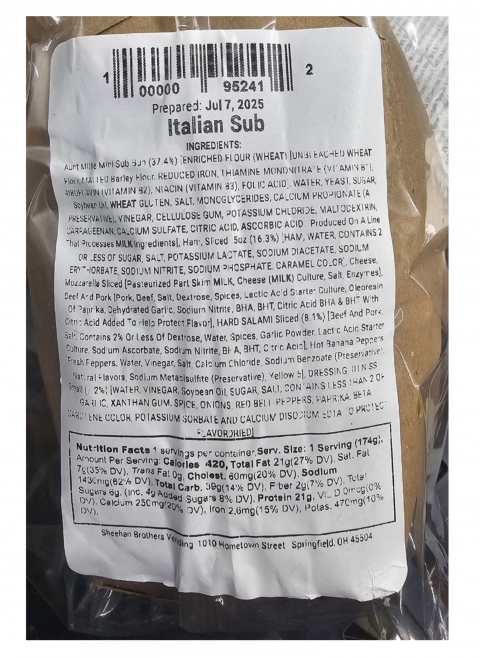 1 00000 95241 2
Prepared: Jul 7, 2025
Italian Sub
INGREDIENTS:
Aunt Millie Mini Sub Bun (37.4%) [ENRICHED FLOUR (WHEAT) [UNBLEACHED WHEAT
Flour, MALTED Barley Flour, REDUCED IRON, THIAMINE MONONITRATE (VITAMIN B1),
RIBOFLAVIN (VITAMIN B2), NIACIN (VITAMIN B3), FOLIC ACID], WATER, YEAST, SUGAR,
Soybean Oil, WHEAT GLUTEN, SALT, MONOGLYCERIDES, CALCIUM PROPIONATE (A
PRESERVATIVE), VINEGAR, CELLULOSE GUM, POTASSIUM CHLORIDE, MALTODEXTRIN,
CARRAGEENAN, CALCIUM SULFATE, CITRIC ACID, ASCORBIC ACID Produced On A Line
That Processes MILK Ingredients], Ham, Sliced .5oz (16.3%) [HAM, WATER, CONTAINS 2
OR LESS OF SUGAR, SALT, POTASSIUM LACTATE, SODIUM DIACETATE, SODIUM
ERYTHORBATE, SODIUM NITRITE, SODIUM PHOSPHATE, CARAMEL COLOR], Cheese,
Mozzarella Sliced [Pasteurized Part Skim MILK, Cheese (MILK) Culture, Salt, Enzymes],
Beef And Pork [Pork, Beef, Salt, Dextrose, Spices, Lactic Acid Starter Culture, Oleoresin
Of Paprika, Dehydrated Garlic, Sodium Nitrite, BHA, BHT, Citric Acid BHA & BHT With
Citric Acid Added To Help Protect Flavor], HARD SALAMI Sliced (8.1%) [Beef And Pork,
Salt, Contains 2% Or Less Of Dextrose, Water, Spices, Garlic Powder, Lactic Acid Starter
Culture, Sodium Ascorbate, Sodium Nitrite, BHA, BHT, Citric Acid], Hot Banana Peppers
Fresh Peppers, Water, Vinegar, Salt, Calcium Chloride, Sodium Benzoate (Preservative),
Natural Flavors, Sodium Metabisulfite (Preservative), Yellow 5], DRESSING, ITLN SS
Small ( 2%) [WATER, VINEGAR, Soybean Oil, SUGAR, SALT, CONTAINS LESS THAN 2% OF
GARLIC, XANTHAN GUM, SPICE, ONIONS, RED BELL PEPPERS, PAPRIKA, BETA
CAROTENE COLOR, POTASSIUM SORBATE AND CALCIUM DISODIUM EDTA TO PROTECT
FLAVORDRIED]
Nutrition Facts 1 servings per container, Serv. Size: 1 Serving (174g),
Amount Per Serving: Calories 420, Total Fat 21g(27% DV), Sat. Fat
7g(35% DV), Trans Fat 0g, Cholest. 60mg(20% DV), Sodium
1430mg(62% DV), Total Carb. 39g(14% DV), Fiber 2g(7% DV), Total
Sugars 6g, (Inc. 4g Added Sugars 8% DV), Protein 21g, Vit. D 0mcg(0%
DV), Calcium 250mg(20% DV), Iron 2.6mg(15% DV), Potas. 470mg(10%
DV).
Sheehan Brothers Vending 1010 Hometown Street Springfield, OH 45504